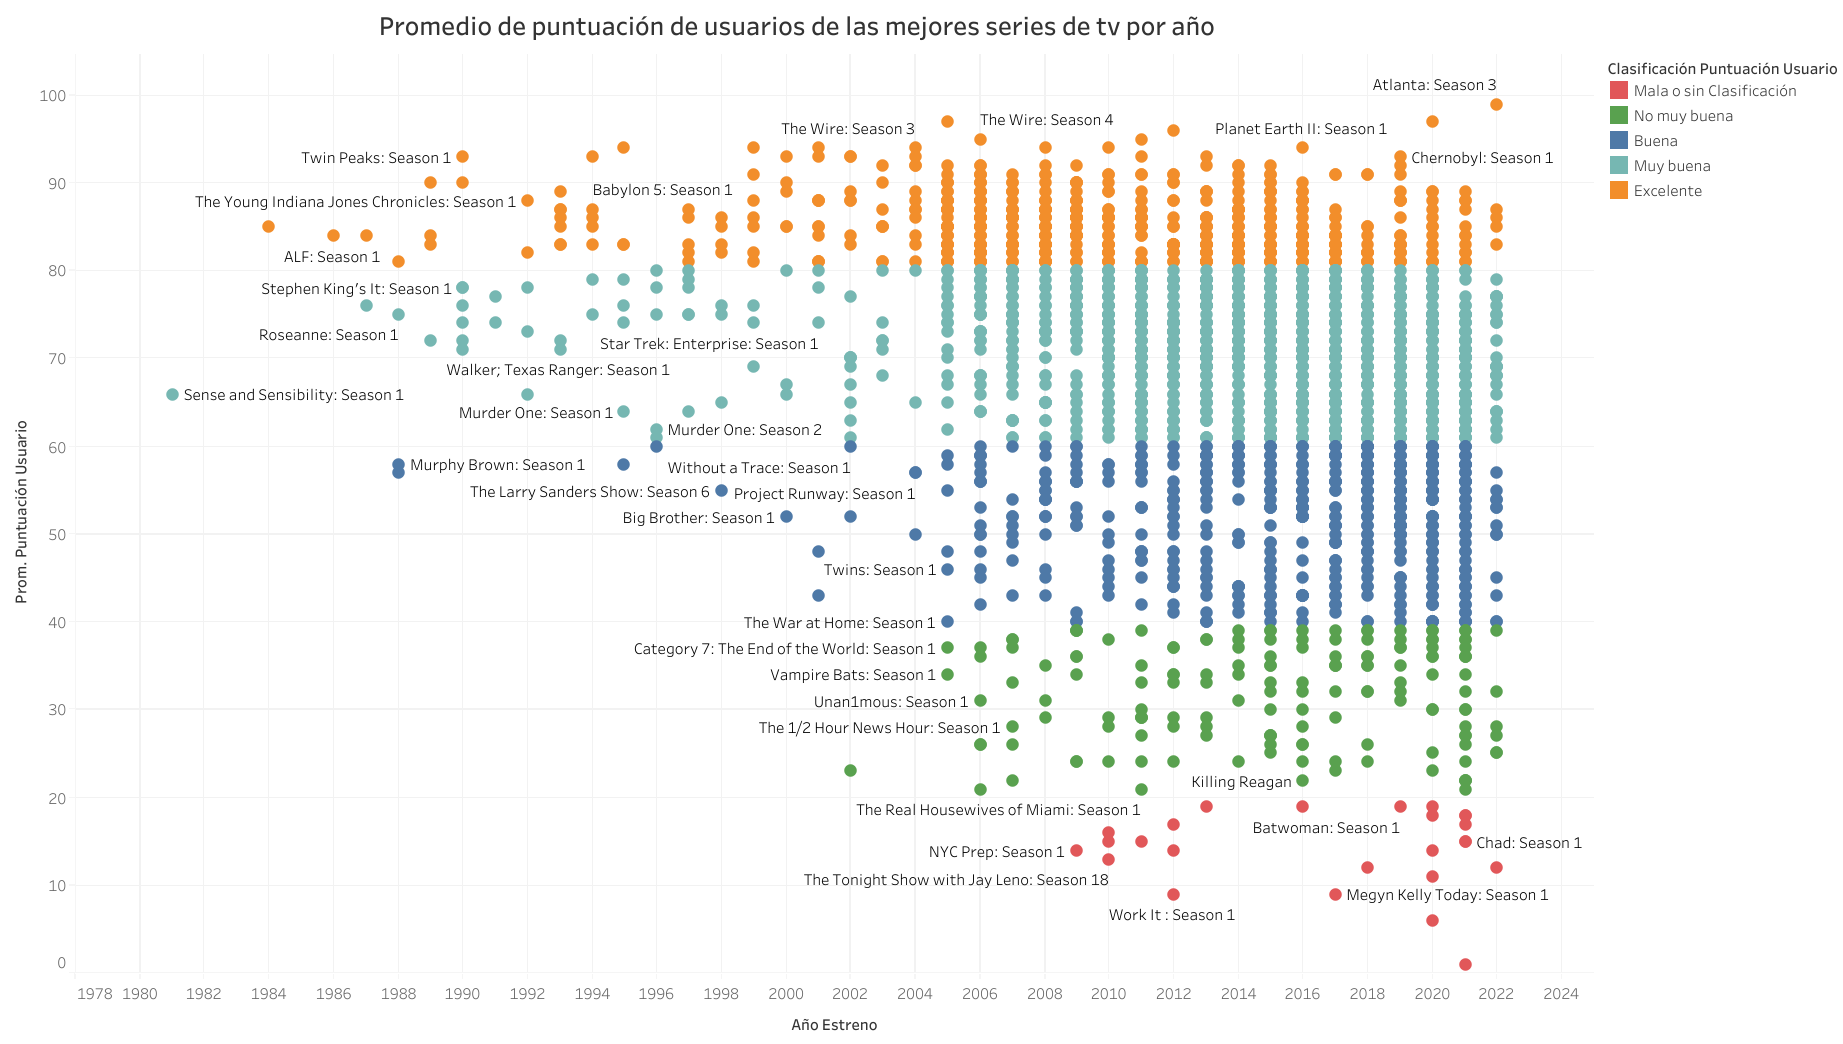 Promedio de puntuación de usuarios de las mejores series de tv por año
Clasificación Puntuación Usuario
Mala o sin Clasificación
No muy buena
Buena
Muy buena
Excelente
Prom. Puntuación Usuario
100
90
80
70
60
50
40
30
20
10
0
Atlanta: Season 3
The Wire: Season 4
The Wire: Season 3
Planet Earth II: Season 1
Twin Peaks: Season 1
Chernobyl: Season 1
Babylon 5: Season 1
The Young Indiana Jones Chronicles: Season 1
ALF: Season 1
Stephen King's It: Season 1
Roseanne: Season 1
Star Trek: Enterprise: Season 1
Walker; Texas Ranger: Season 1
Sense and Sensibility: Season 1
Murder One: Season 1
Murder One: Season 2
Murphy Brown: Season 1
Without a Trace: Season 1
The Larry Sanders Show: Season 6
Project Runway: Season 1
Big Brother: Season 1
Twins: Season 1
The War at Home: Season 1
Category 7: The End of the World: Season 1
Vampire Bats: Season 1
Unan1mous: Season 1
The 1/2 Hour News Hour: Season 1
Killing Reagan
The Real Housewives of Miami: Season 1
Batwoman: Season 1
Chad: Season 1
NYC Prep: Season 1
The Tonight Show with Jay Leno: Season 18
Megyn Kelly Today: Season 1
Work It : Season 1
1978 1980 1982 1984 1986 1988 1990 1992 1994 1996 1998 2000 2002 2004 2006 2008 2010 2012 2014 2016 2018 2020 2022 2024
Año Estreno